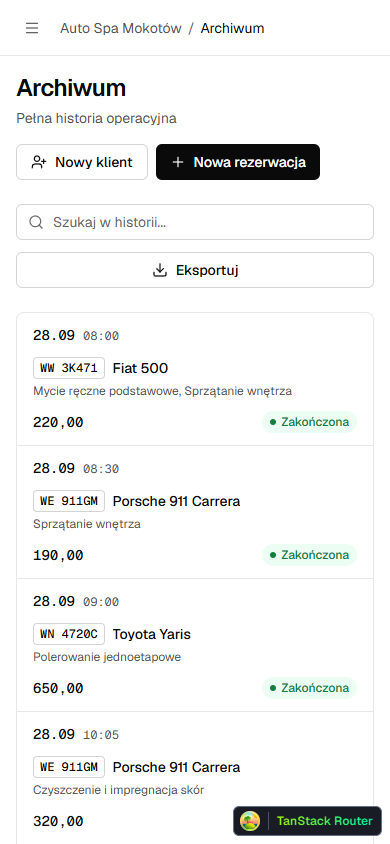 Auto Spa Mokotów / Archiwum
Archiwum
Pełna historia operacyjna
Nowy klient
Nowa rezerwacja
Szukaj w historii...
Eksportuj
28.09 08:00
WW 3K471 Fiat 500
Mycie ręczne podstawowe, Sprzątanie wnętrza
220,00 Zakończona
28.09 08:30
WE 911GM Porsche 911 Carrera
Sprzątanie wnętrza
190,00 Zakończona
28.09 09:00
WN 4720C Toyota Yaris
Polerowanie jednoetapowe
650,00 Zakończona
28.09 10:05
WE 911GM Porsche 911 Carrera
Czyszczenie i impregnacja skór
320,00
TanStack Router